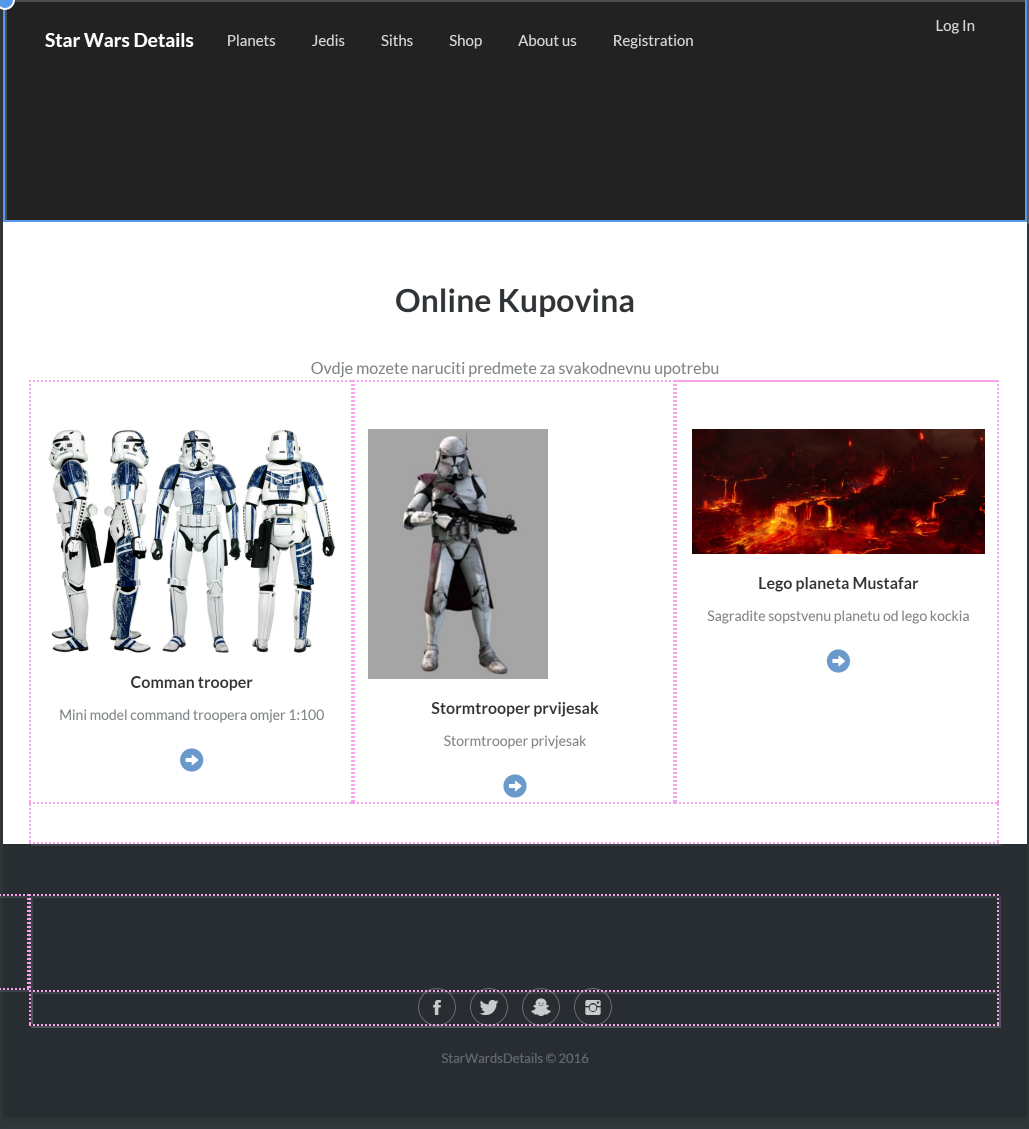 Star Wars Details
Planets
Jedis
Siths
Shop
About us
Registration
Log In
Online Kupovina
Ovdje mozete naruciti predmete za svakodnevnu upotrebu
Comman trooper
Mini model command troopera omjer 1:100
Stormtrooper prvijesak
Stormtrooper privjesak
Lego planeta Mustafar
Sagradite sopstvenu planetu od lego kockia
StarWardsDetails © 2016